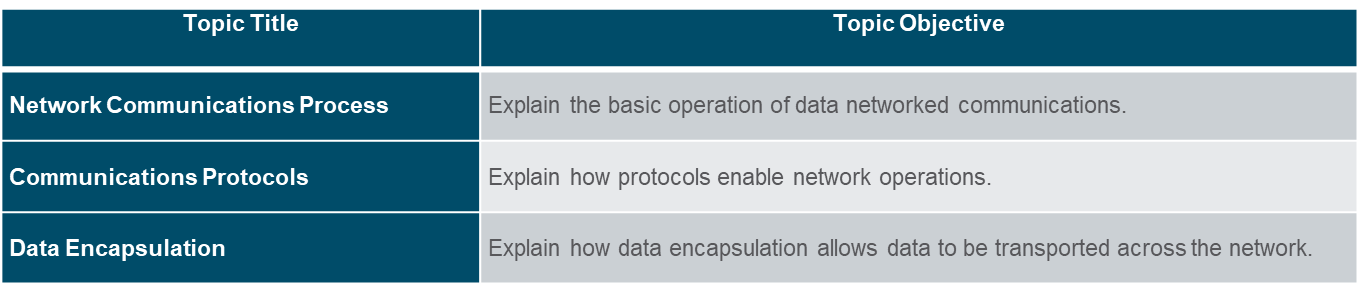 Topic Title Topic Objective
Network Communications Process Explain the basic operation of data networked communications.
Communications Protocols Explain how protocols enable network operations.
Data Encapsulation Explain how data encapsulation allows data to be transported across the network.